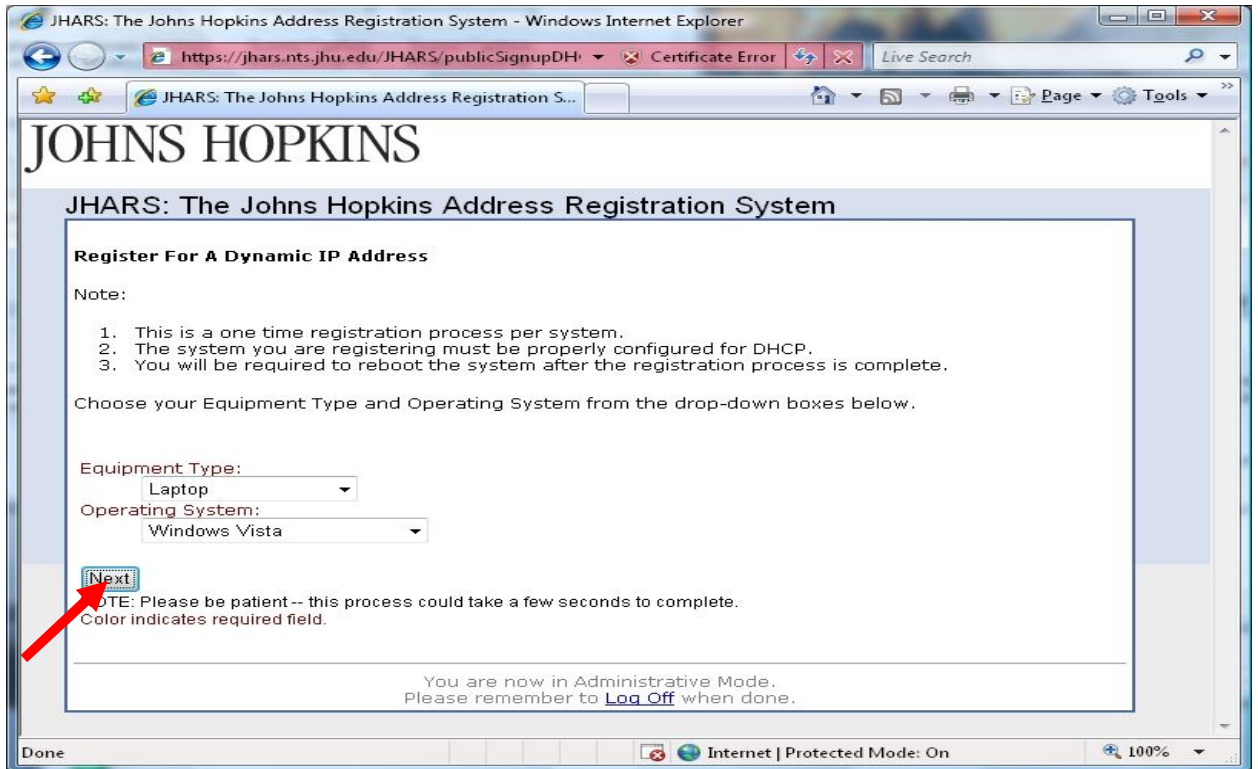 JHARS: The Johns Hopkins Address Registration System - Windows Internet Explorer
https://jhars.nts.jhu.edu/JHARS/publicSignupDH Certificate Error Live Search
JHARS: The Johns Hopkins Address Registration S... Page Tools
JOHNS HOPKINS
JHARS: The Johns Hopkins Address Registration System
Register For A Dynamic IP Address
Note:
1. This is a one time registration process per system.
2. The system you are registering must be properly configured for DHCP.
3. You will be required to reboot the system after the registration process is complete.
Choose your Equipment Type and Operating System from the drop-down boxes below.
Equipment Type:
Laptop
Operating System:
Windows Vista
Next
OTE: Please be patient -- this process could take a few seconds to complete.
Color indicates required field.
You are now in Administrative Mode.
Please remember to Log Off when done.
Done Internet | Protected Mode: On 100%